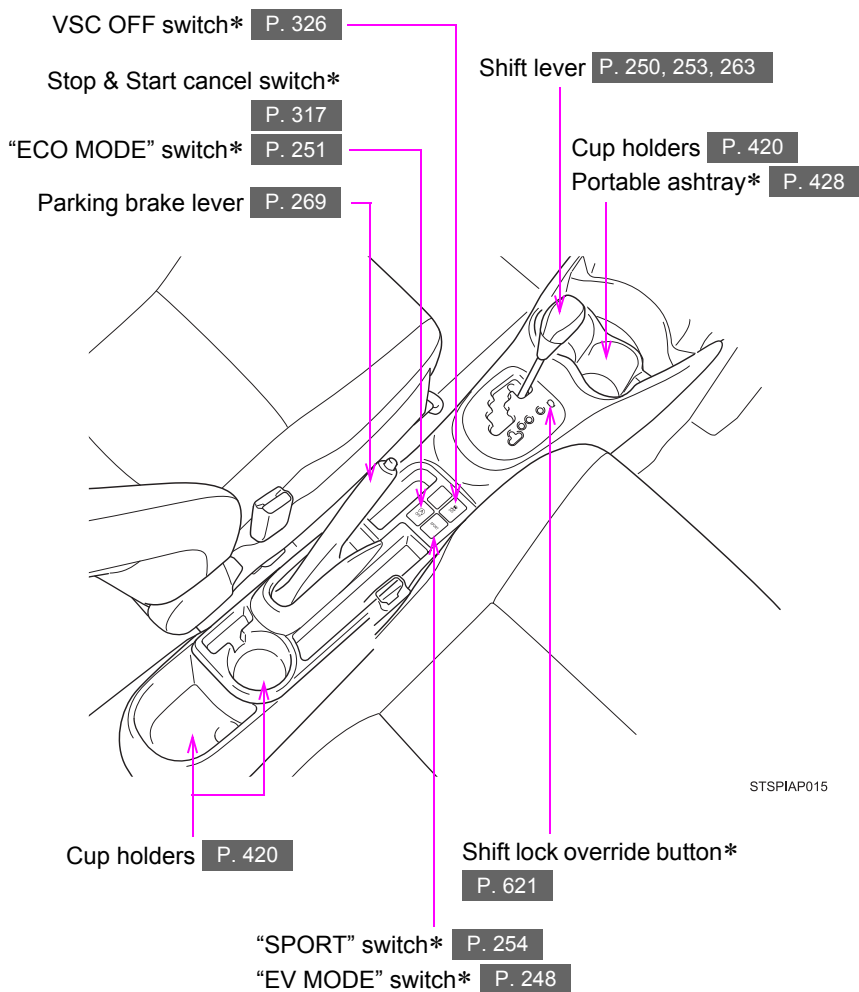 VSC OFF switch* P. 326
Stop & Start cancel switch*
P. 317
“ECO MODE” switch* P. 251
Parking brake lever P. 269
Shift lever P. 250, 253, 263
Cup holders P. 420
Portable ashtray* P. 428
STSPIAP015
Cup holders P. 420
Shift lock override button*
P. 621
“SPORT” switch* P. 254
“EV MODE” switch* P. 248